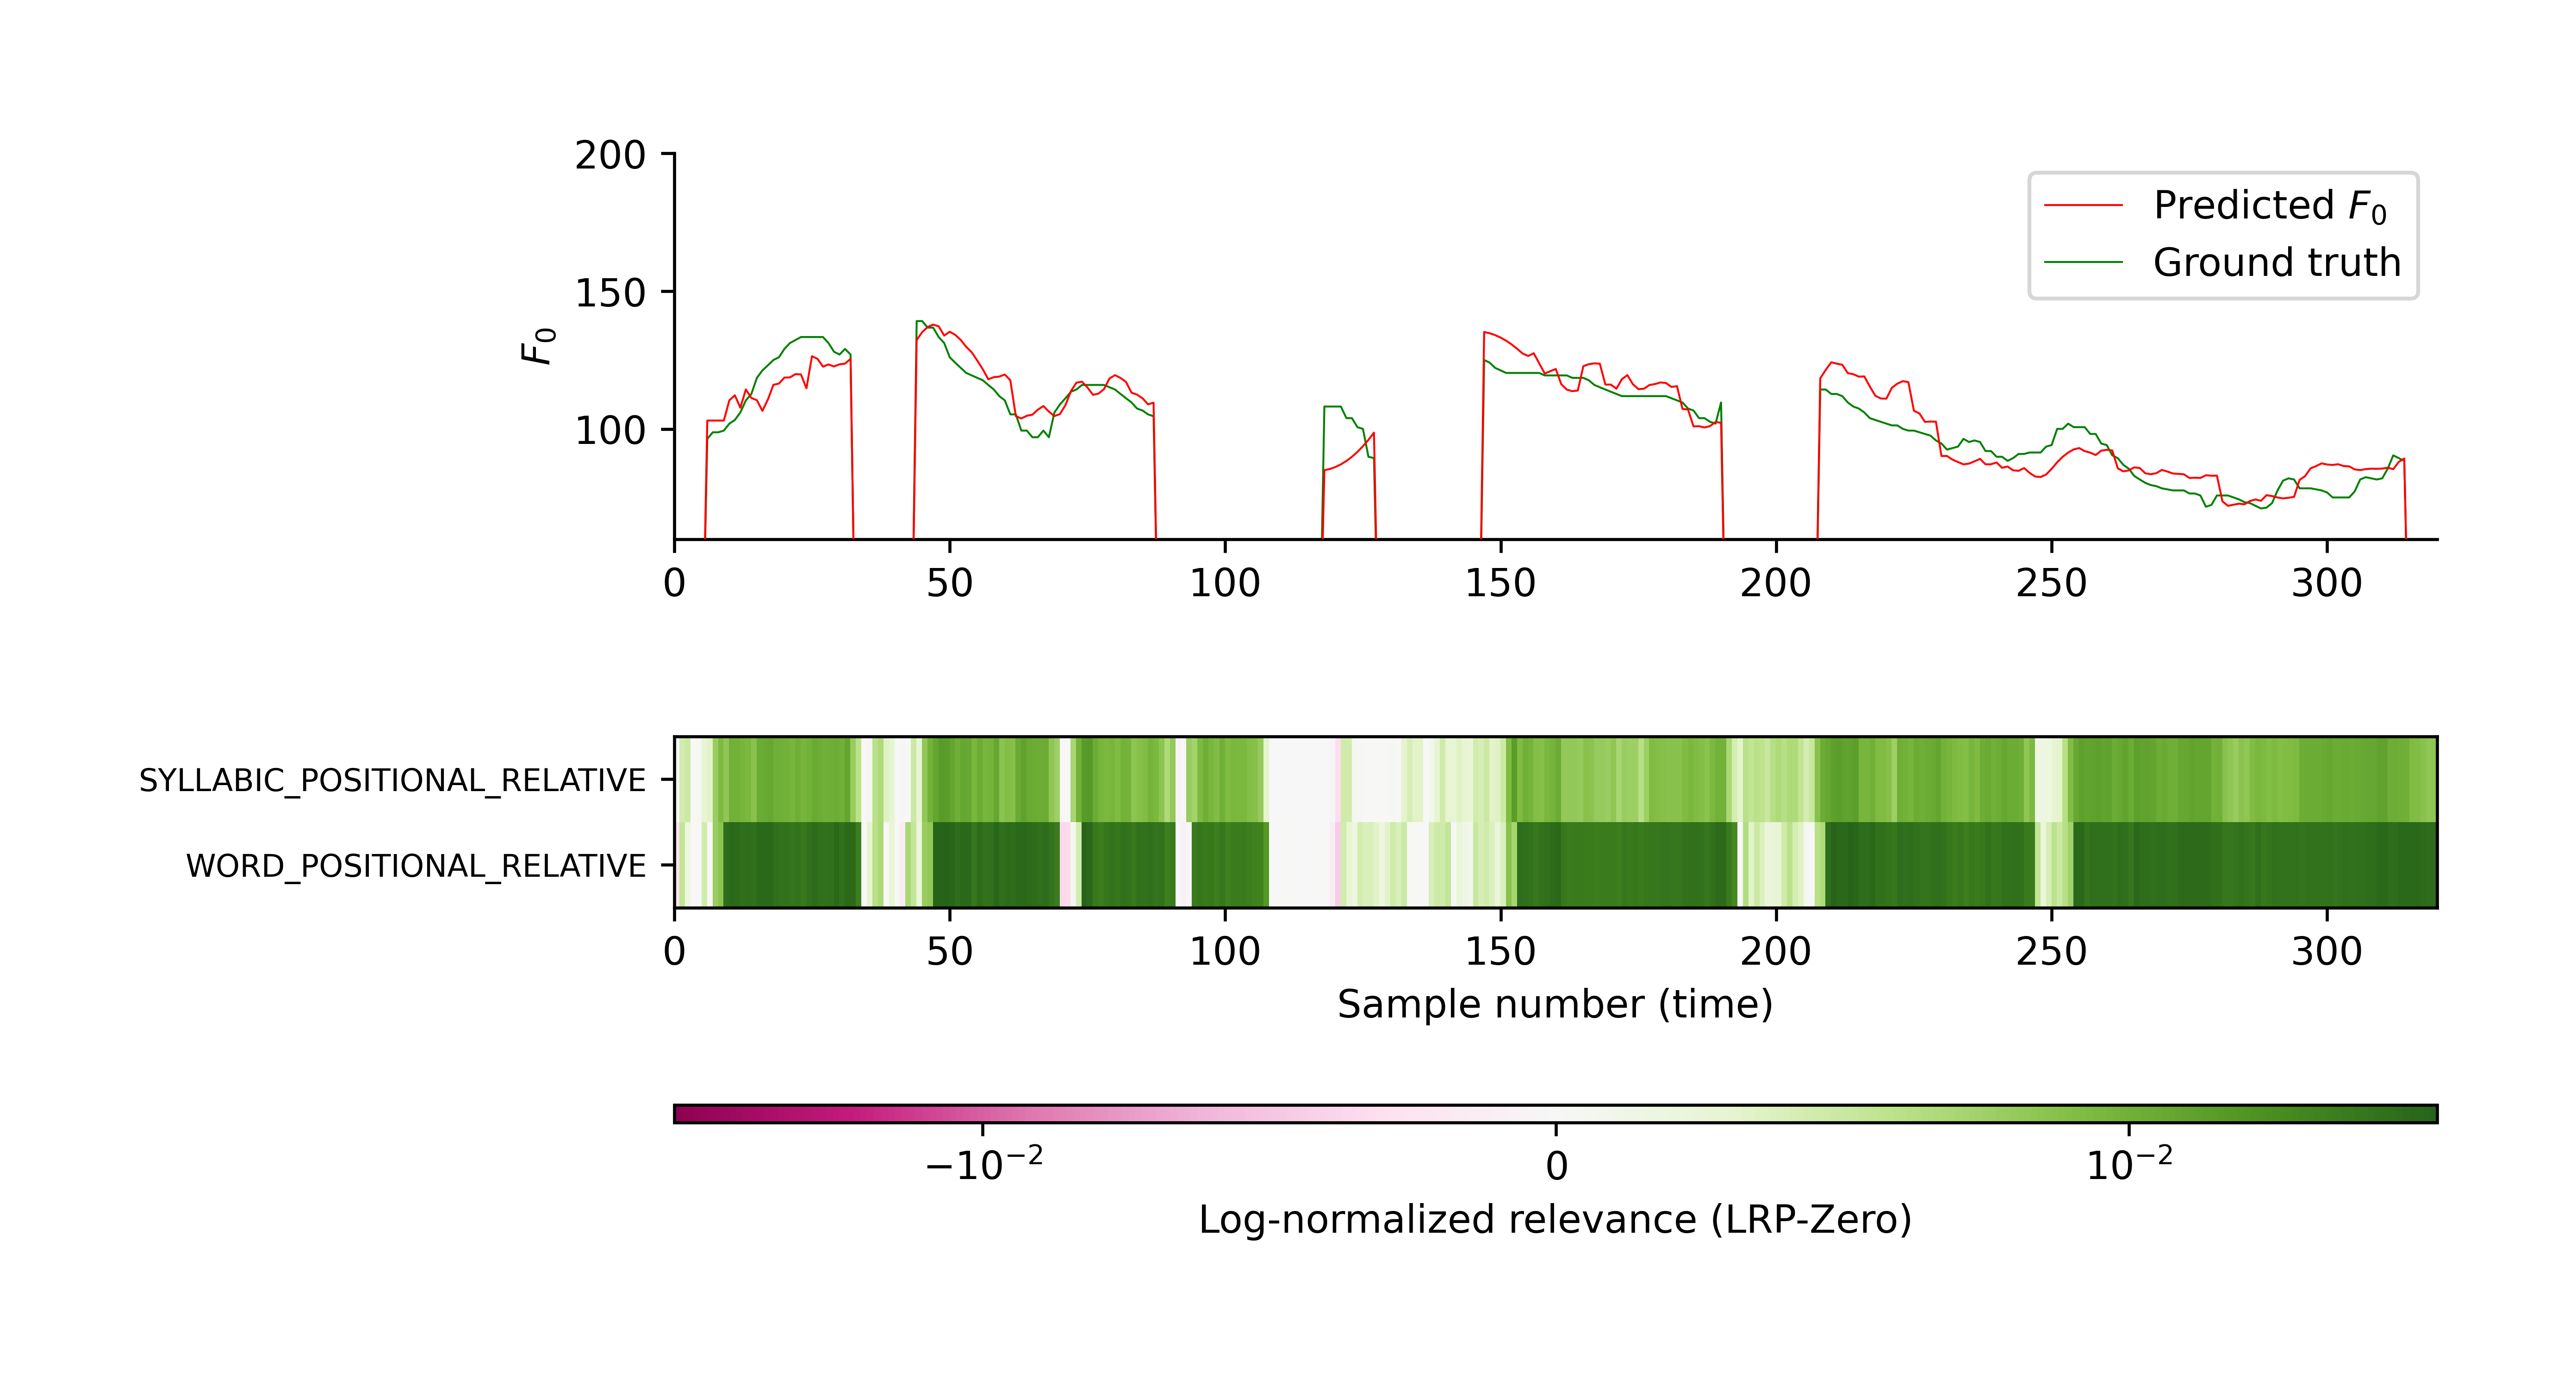 200
150
100
F₀
Predicted F₀
Ground truth
0 50 100 150 200 250 300
SYLLABIC_POSITIONAL_RELATIVE
WORD_POSITIONAL_RELATIVE
0 50 100 150 200 250 300
Sample number (time)
−10⁻² 0 10⁻²
Log-normalized relevance (LRP-Zero)